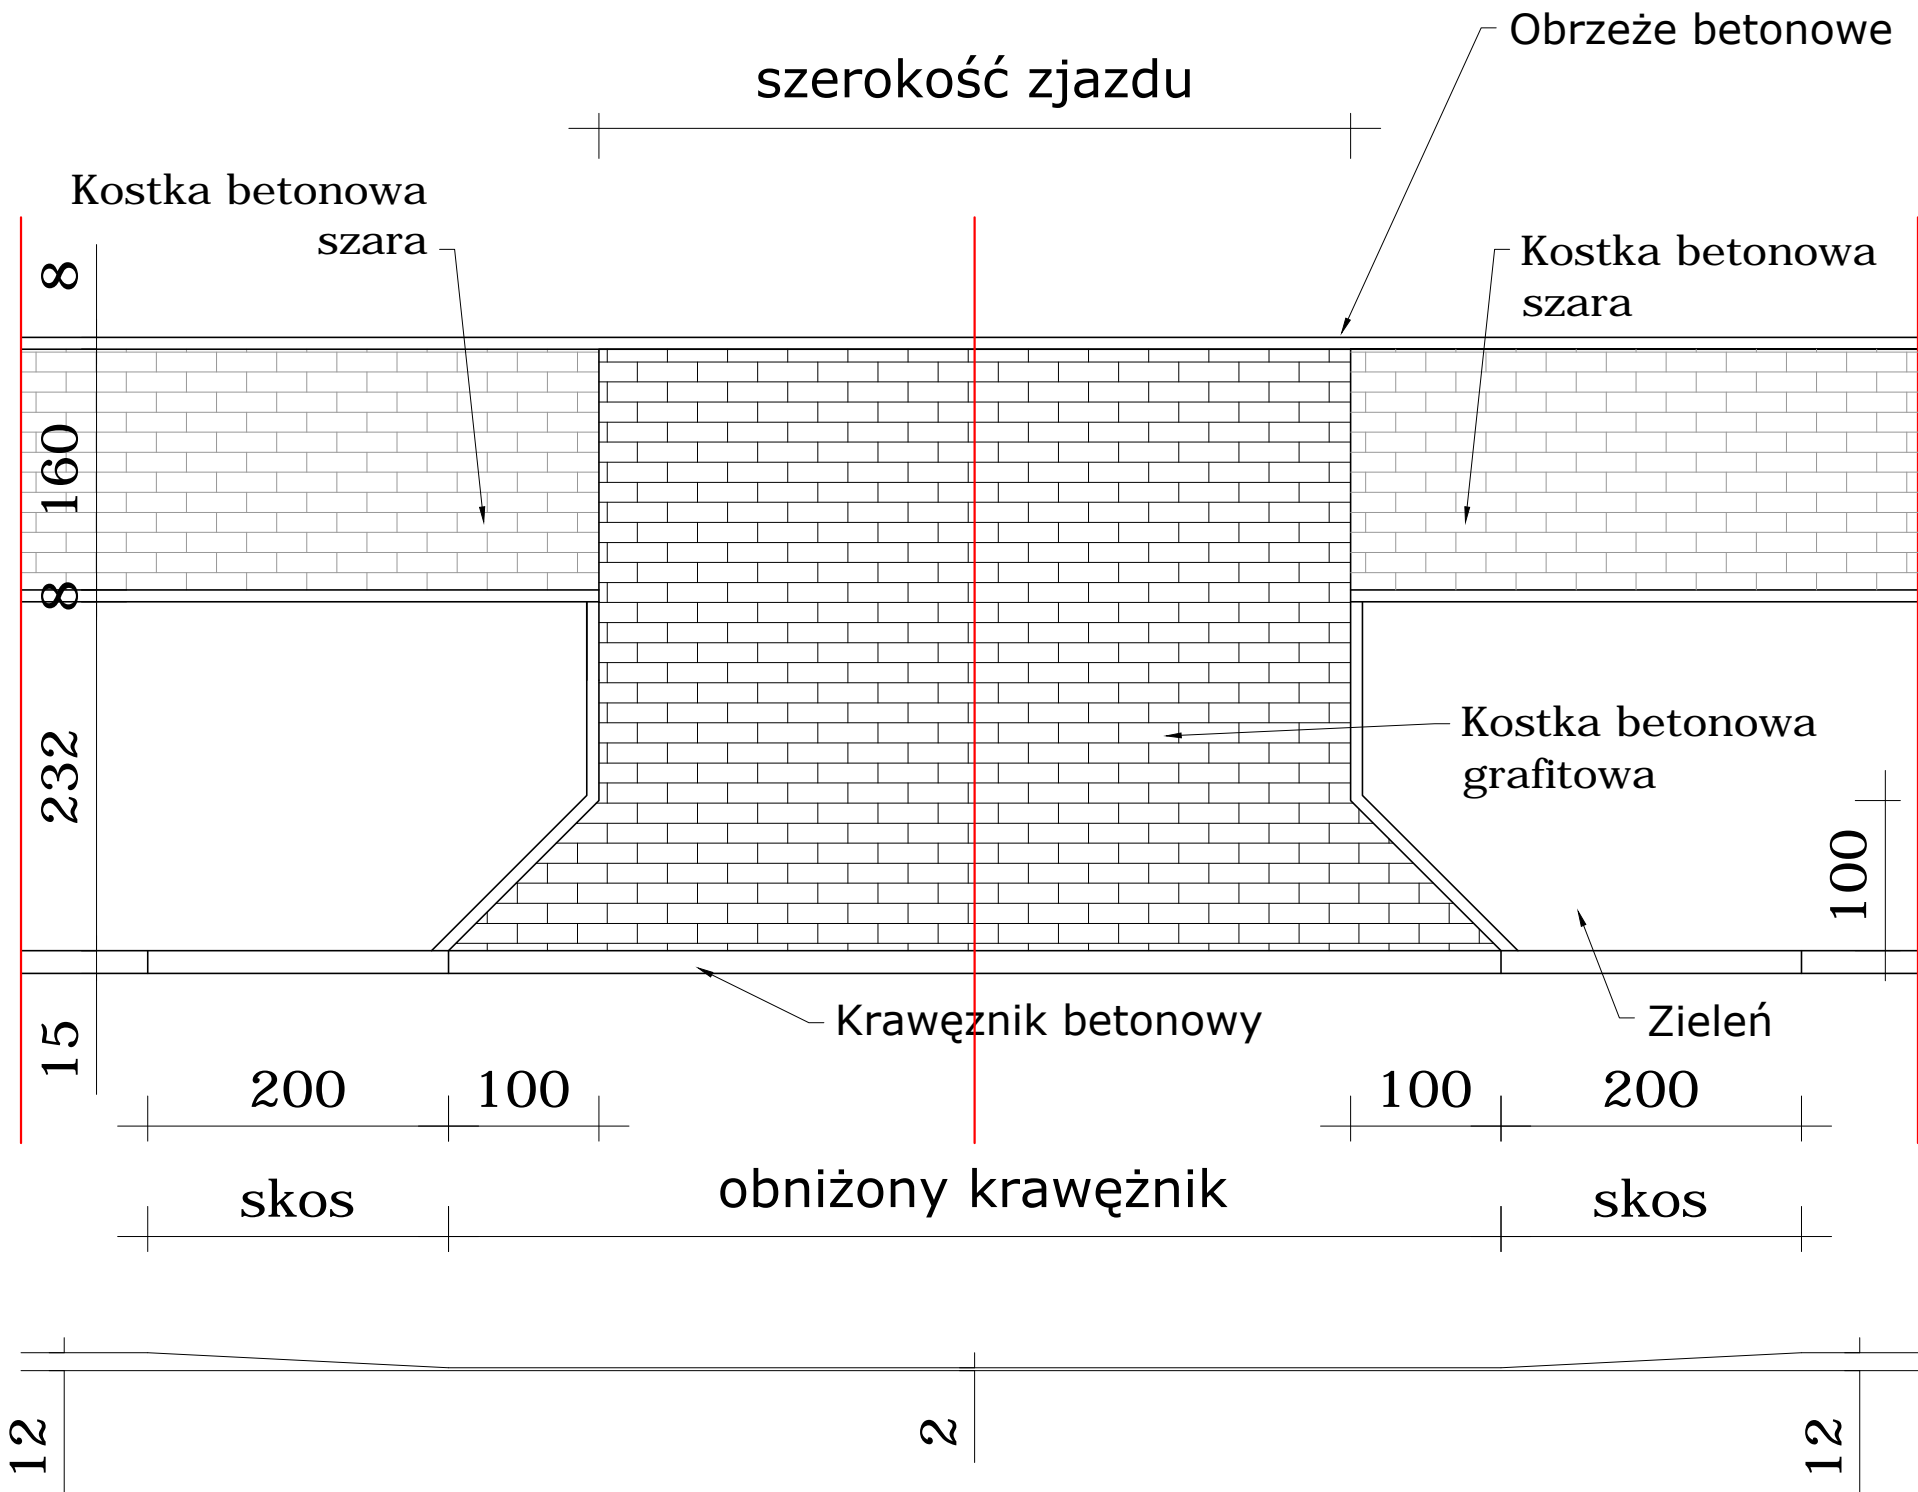 Obrzeże betonowe
szerokość zjazdu
Kostka betonowa
szara
Kostka betonowa
szara
8
160
8
232
15
Kostka betonowa
grafitowa
100
Krawęznik betonowy
Zieleń
200
100
100
200
skos
obniżony krawężnik
skos
12
2
12